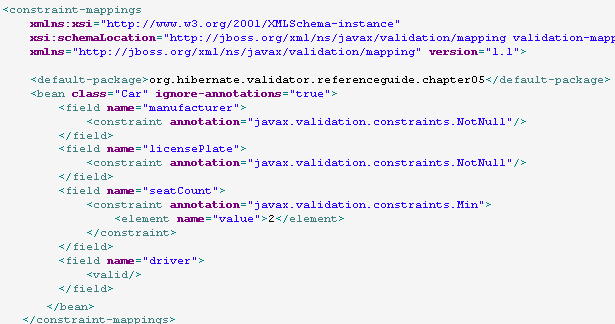 <constraint-mappings
xmlns:xsi="http://www.w3.org/2001/XMLSchema-instance"
xsi:schemaLocation="http://jboss.org/xml/ns/javax/validation/mapping validation-mapp
xmlns="http://jboss.org/xml/ns/javax/validation/mapping" version="1.1">
<default-package>org.hibernate.validator.referenceguide.chapter05</default-package>
<bean class="Car" ignore-annotations="true">
<field name="manufacturer">
<constraint annotation="javax.validation.constraints.NotNull"/>
</field>
<field name="licensePlate">
<constraint annotation="javax.validation.constraints.NotNull"/>
</field>
<field name="seatCount">
<constraint annotation="javax.validation.constraints.Min">
<element name="value">2</element>
</constraint>
</field>
<field name="driver">
<valid/>
</field>
</bean>
</constraint-mappings>